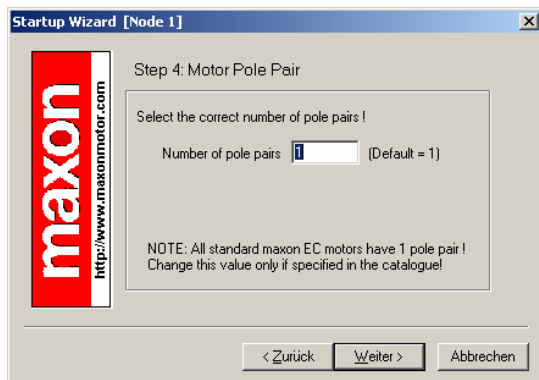 Startup Wizard [Node 1]
maxon
http://www.maxonmotor.com
Step 4: Motor Pole Pair
Select the correct number of pole pairs !
Number of pole pairs 1 (Default = 1)
NOTE: All standard maxon EC motors have 1 pole pair !
Change this value only if specified in the catalogue!
< Zurück Weiter > Abbrechen